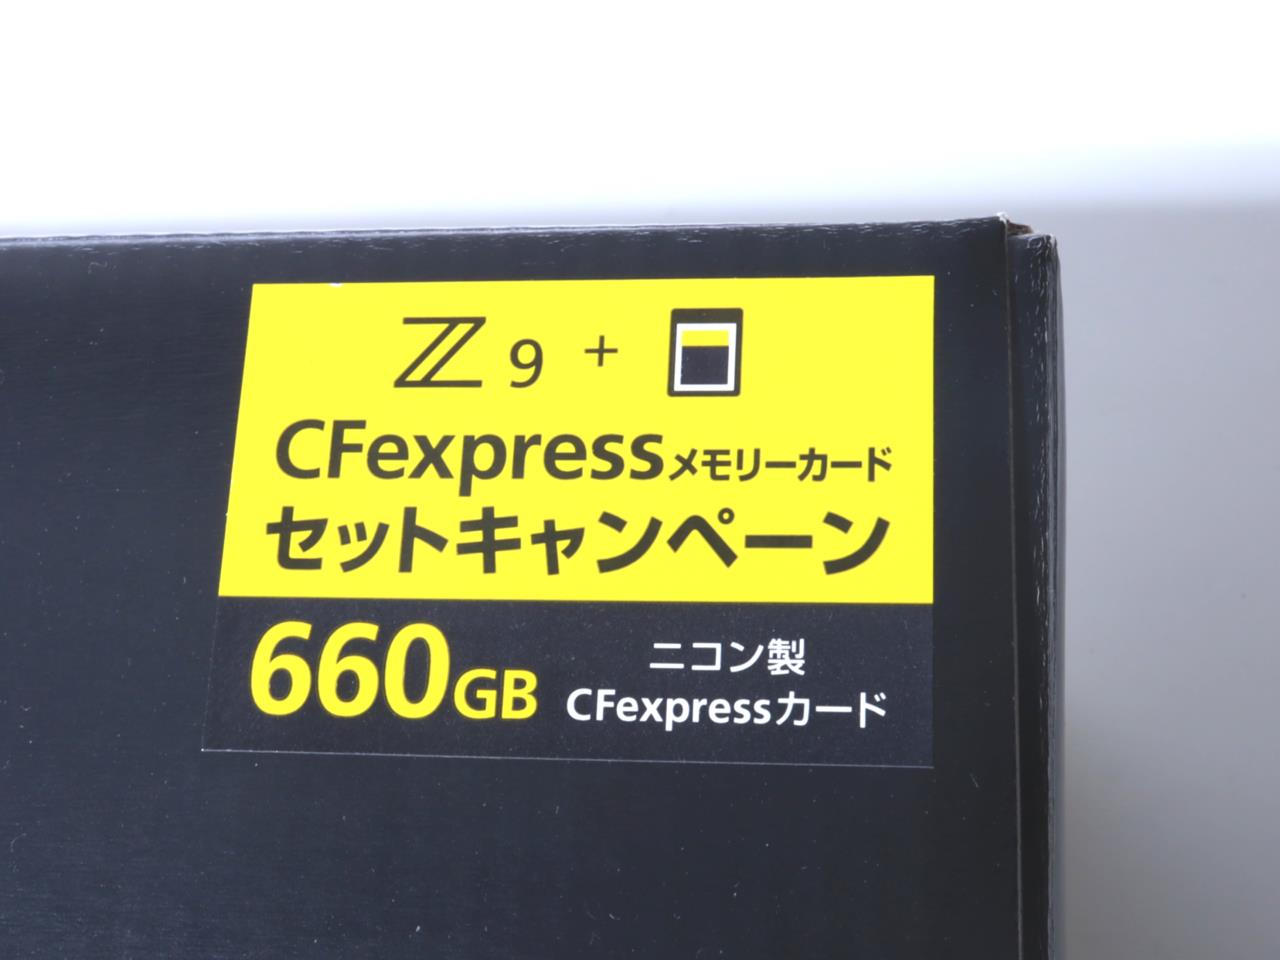 Z 9 +
CFexpressメモリーカード
セットキャンペーン
660GB
ニコン製
CFexpressカード